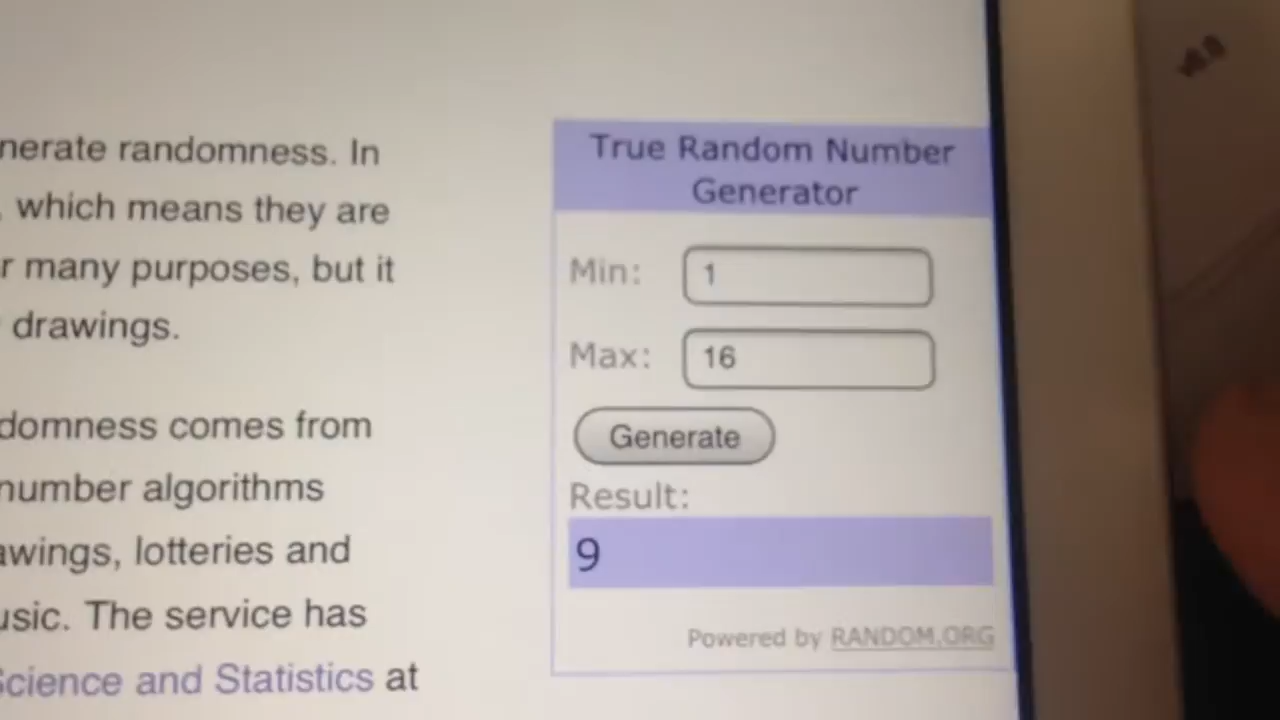 nerate randomness. In
, which means they are
r many purposes, but it
drawings.
domness comes from
number algorithms
awings, lotteries and
usic. The service has
Science and Statistics at
True Random Number
Generator
Min: 1
Max: 16
Generate
Result:
9
Powered by RANDOM.ORG